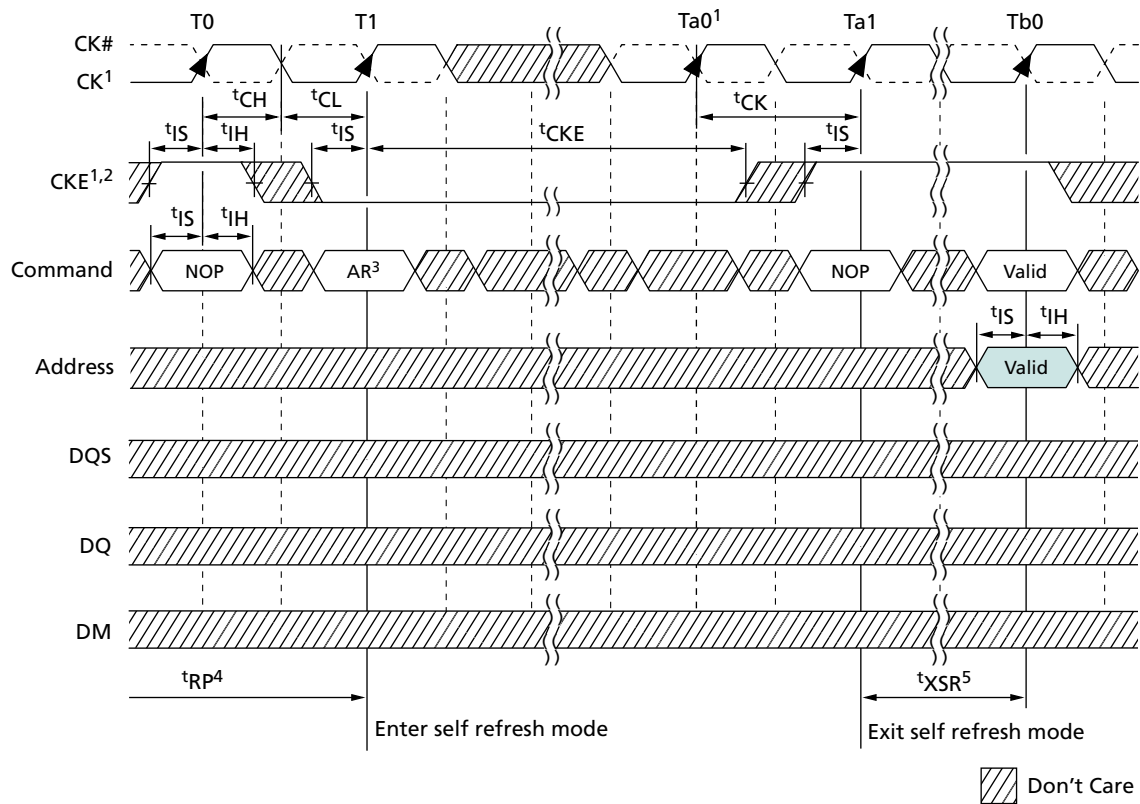 T0 T1 Ta0¹ Ta1 Tb0
CK#
CK¹
ᵗCH ᵗCL ᵗCK
ᵗIS ᵗIH ᵗIS ᵗCKE ᵗIS
CKE¹,²
ᵗIS ᵗIH
Command NOP AR³ NOP Valid
ᵗIS ᵗIH
Address Valid
DQS
DQ
DM
ᵗRP⁴ ᵗXSR⁵
Enter self refresh mode Exit self refresh mode
Don't Care